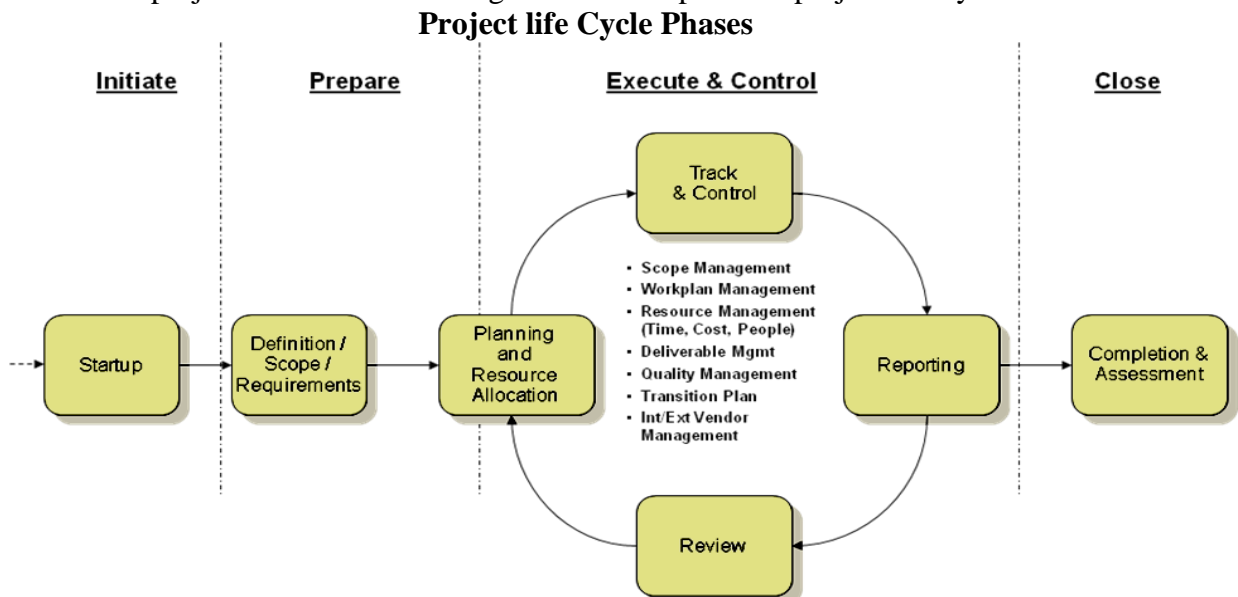 Project life Cycle Phases
Initiate
Prepare
Execute & Control
Close
Track
& Control
▪ Scope Management
▪ Workplan Management
▪ Resource Management
(Time, Cost, People)
▪ Deliverable Mgmt
▪ Quality Management
▪ Transition Plan
▪ Int/Ext Vendor
Management
Startup
Definition /
Scope /
Requirements
Planning
and
Resource
Allocation
Reporting
Completion &
Assessment
Review